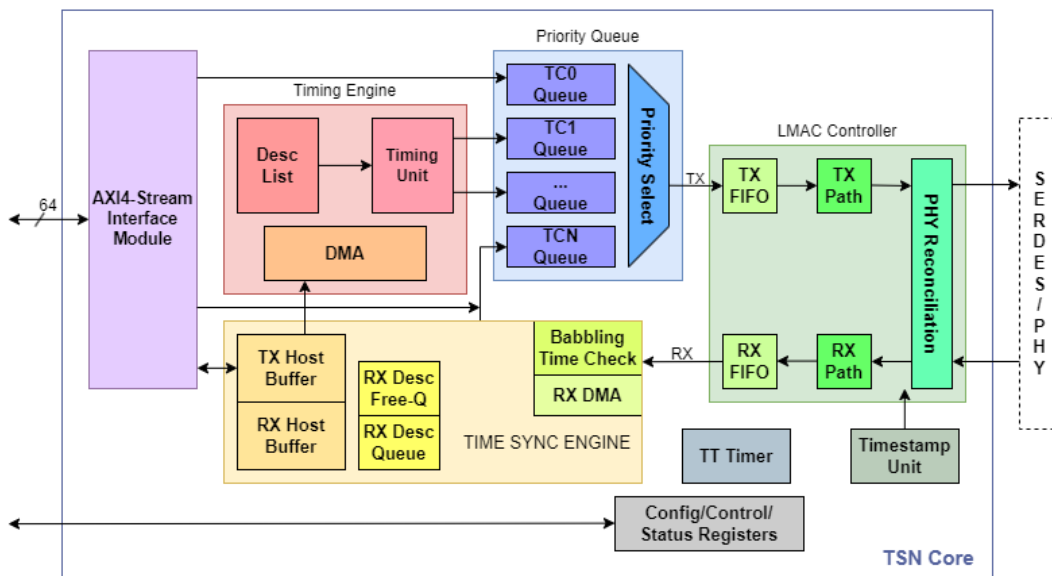 Priority Queue
Timing Engine
TC0
Queue
Desc
List
Timing
Unit
TC1
Queue
...
Queue
TCN
Queue
Priority Select
DMA
AXI4-Stream
Interface
Module
64
LMAC Controller
TX
TX
FIFO
TX
Path
PHY Reconciliation
SERDES/PHY
RX
RX
FIFO
RX
Path
TX Host
Buffer
RX Host
Buffer
RX Desc
Free-Q
RX Desc
Queue
Babbling
Time Check
RX DMA
TIME SYNC ENGINE
TT Timer
Timestamp
Unit
Config/Control/
Status Registers
TSN Core